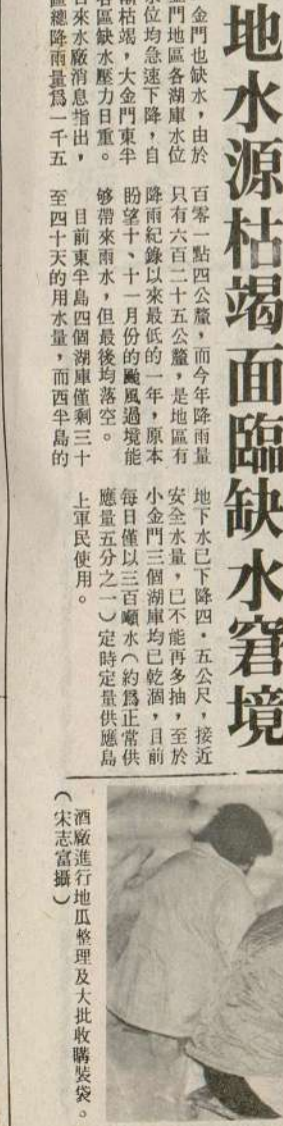 地水源枯竭 面臨缺水窘境
金門也缺水，由於
門地區各湖庫水位
位均急速下降，自
枯竭，大金門東半
區缺水壓力日重。
來水廠消息指出，
總降雨量爲一千五
百零一點四公釐，而今年降雨量
只有六百二十五公釐，是地區有
降雨紀錄以來最低的一年，原本
盼望十、十一月份的颱風過境能
够帶來雨水，但最後均落空。
目前東半島四個湖庫僅剩三十
至四十天的用水量，而西半島的
地下水已下降四．五公尺，接近
安全水量，已不能再多抽，至於
小金門三個湖庫均已乾涸，目前
每日僅以三百噸水（約爲正常供
應量五分之一）定時定量供應島
上軍民使用。
酒廠進行地瓜整理及大批收購裝袋。
（宋志富攝）